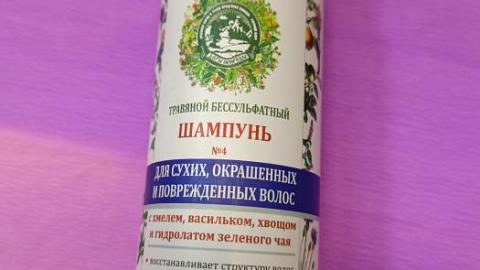 ТРАВЯНОЙ БЕССУЛЬФАТНЫЙ
ШАМПУНЬ
№4
ДЛЯ СУХИХ, ОКРАШЕННЫХ
И ПОВРЕЖДЕННЫХ ВОЛОС
с хмелем, васильком, хвощом
и гидролатом зеленого чая
• восстанавливает структуру волос